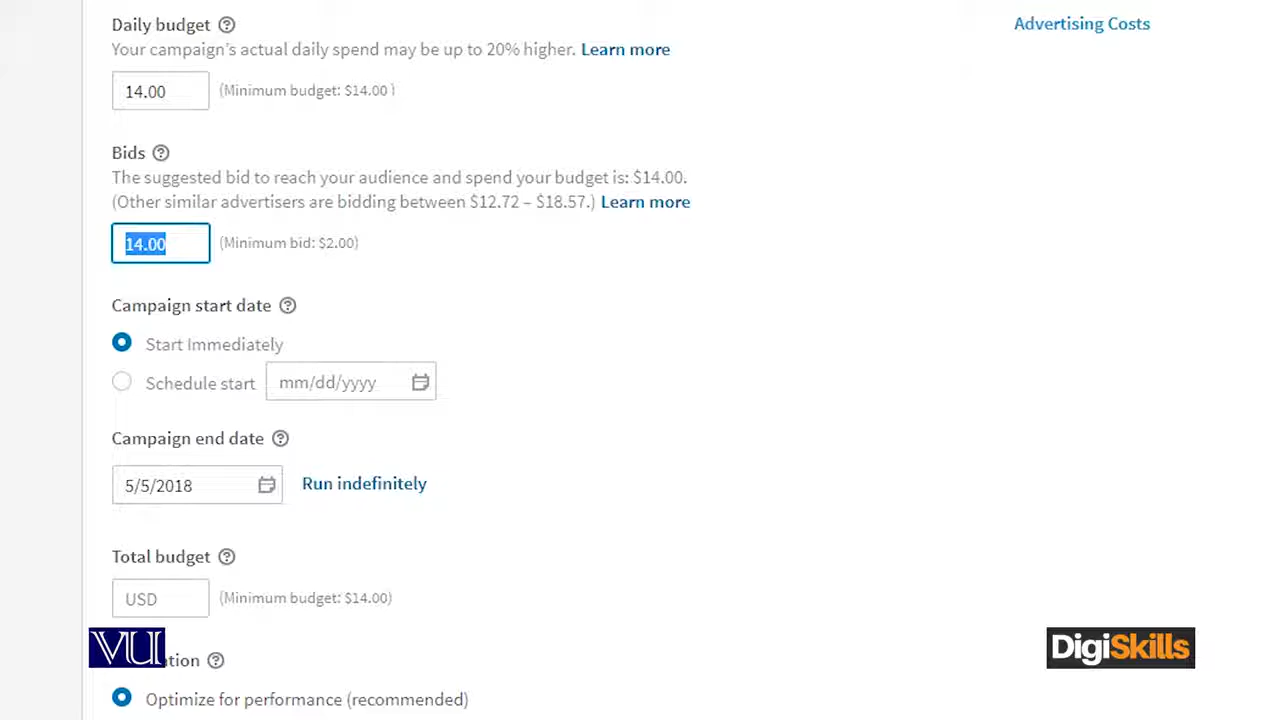 Daily budget
Advertising Costs
Your campaign's actual daily spend may be up to 20% higher. Learn more
14.00 (Minimum budget: $14.00 )
Bids
The suggested bid to reach your audience and spend your budget is: $14.00.
(Other similar advertisers are bidding between $12.72 – $18.57.) Learn more
14.00 (Minimum bid: $2.00)
Campaign start date
Start Immediately
Schedule start mm/dd/yyyy
Campaign end date
5/5/2018 Run indefinitely
Total budget
USD (Minimum budget: $14.00)
VU
DigiSkills
Optimize for performance (recommended)